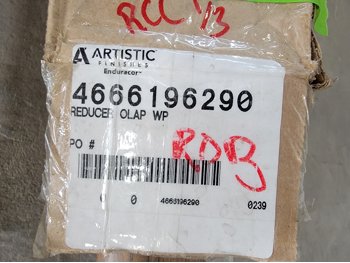 RCC 1/3
ARTISTIC
FINISHES
Enduracor
4666196290
REDUCER OLAP WP
PO #
RDB
0 4666196290 0239